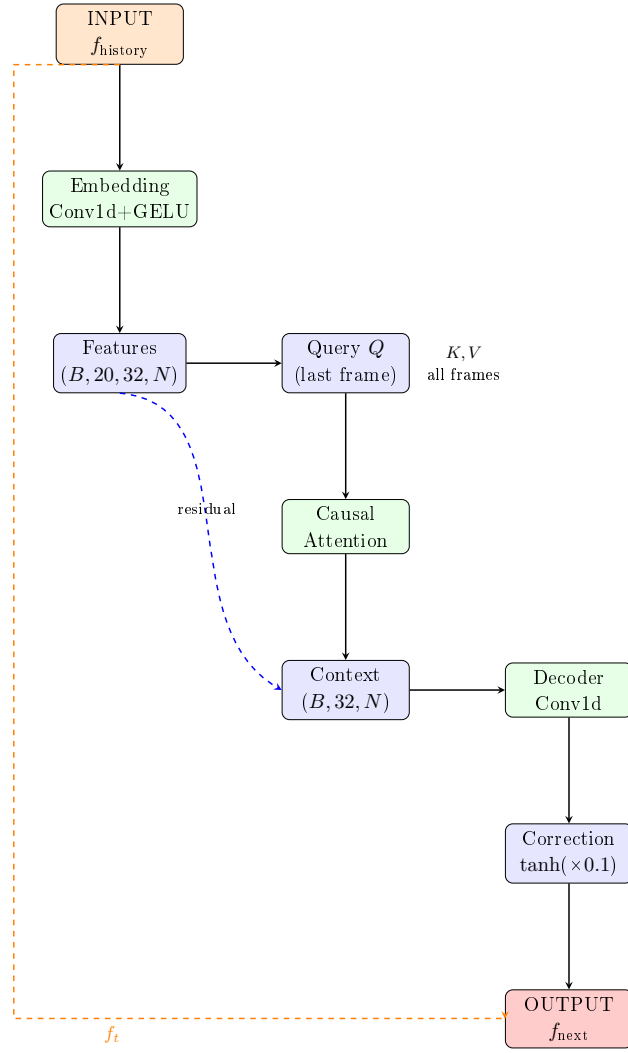 INPUT
f_history
Embedding
Conv1d+GELU
Features
(B, 20, 32, N)
Query Q
(last frame)
K, V
all frames
residual
Causal
Attention
Context
(B, 32, N)
Decoder
Conv1d
Correction
tanh(×0.1)
OUTPUT
f_next
f_t